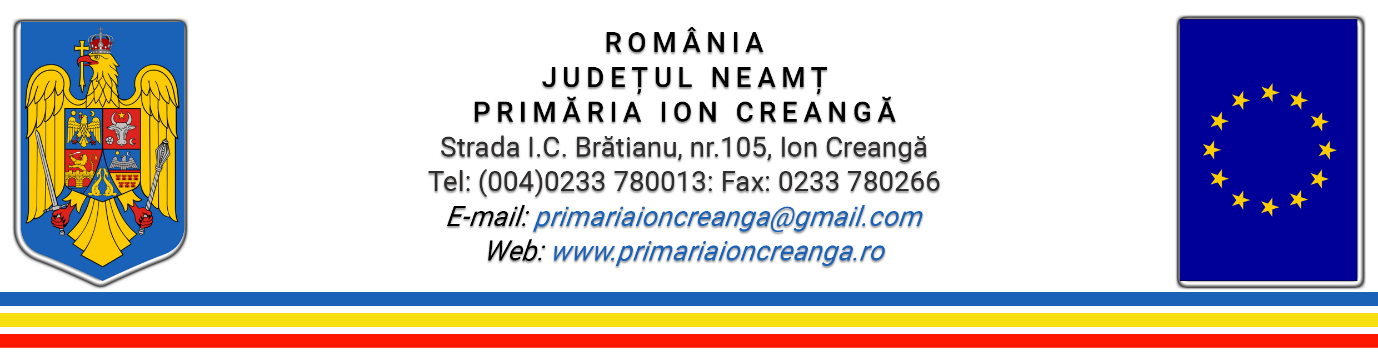 ROMÂNIA
JUDEȚUL NEAMȚ
PRIMĂRIA ION CREANGĂ
Strada I.C. Brătianu, nr.105, Ion Creangă
Tel: (004)0233 780013: Fax: 0233 780266
E-mail: primariaioncreanga@gmail.com
Web: www.primariaioncreanga.ro